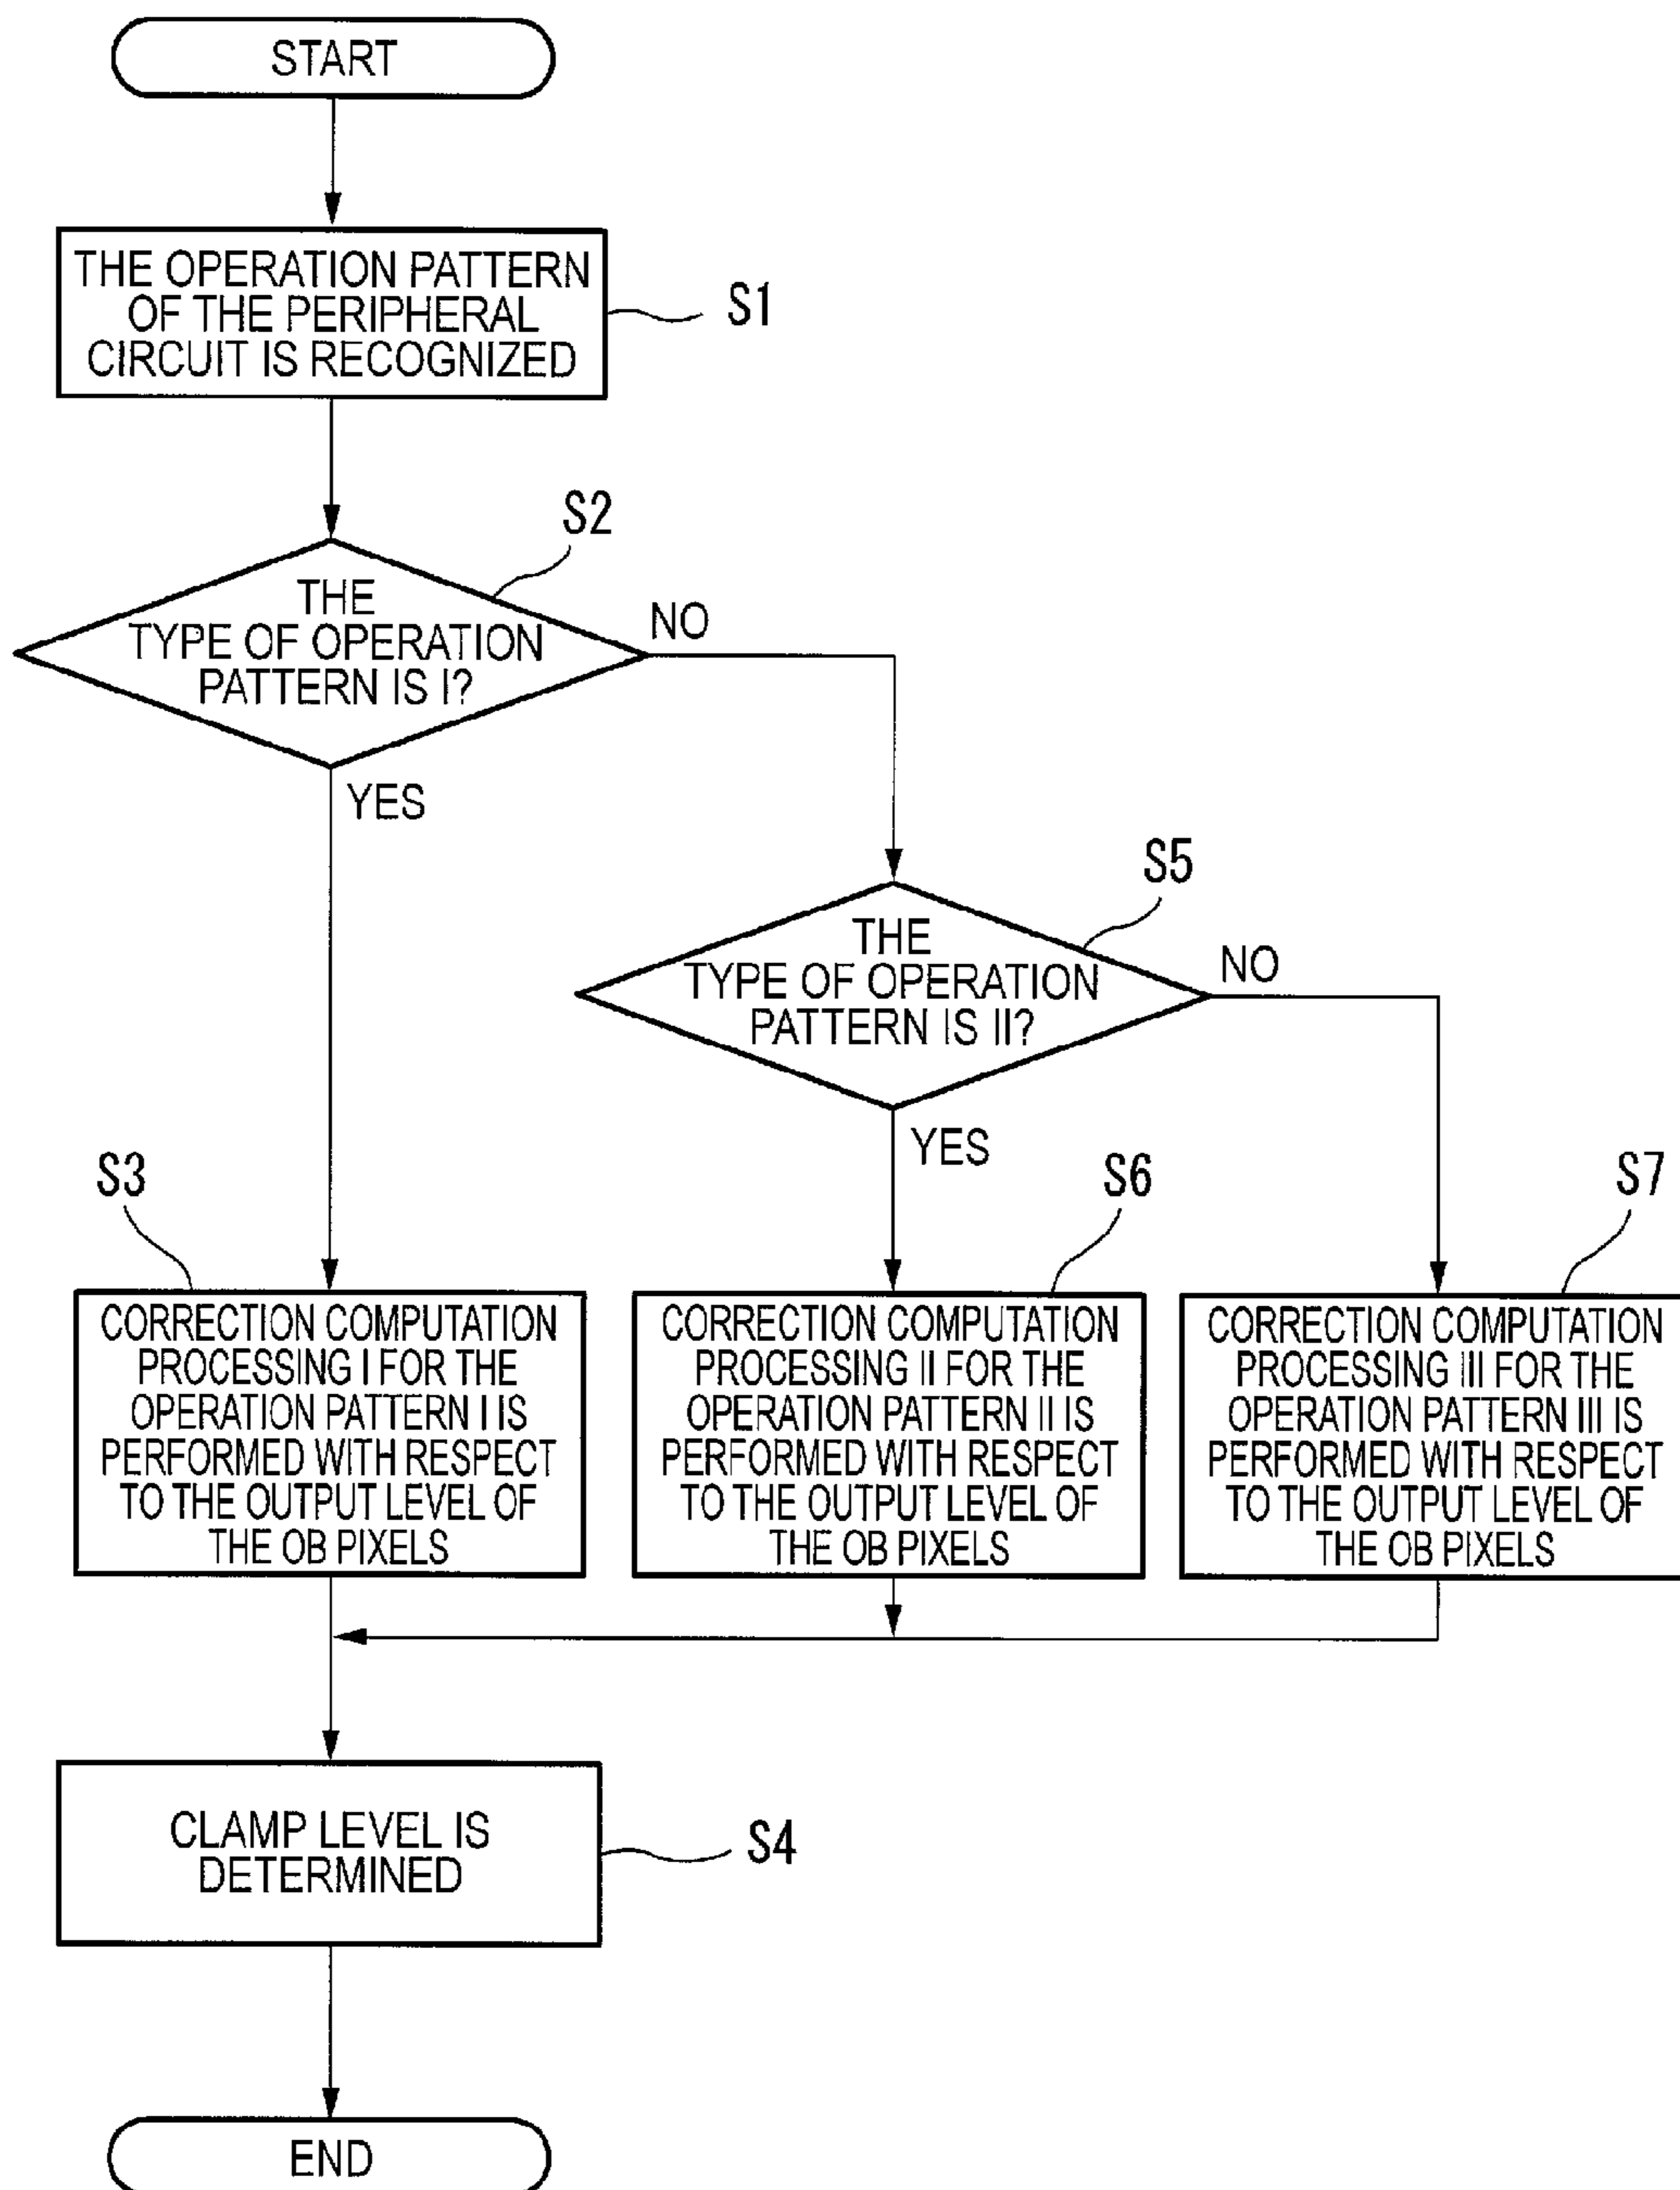 START
THE OPERATION PATTERN
OF THE PERIPHERAL
CIRCUIT IS RECOGNIZED
S1
S2
THE
TYPE OF OPERATION
PATTERN IS I?
NO
YES
S5
THE
TYPE OF OPERATION
PATTERN IS II?
NO
YES
S3
CORRECTION COMPUTATION
PROCESSING I FOR THE
OPERATION PATTERN I IS
PERFORMED WITH RESPECT
TO THE OUTPUT LEVEL OF
THE OB PIXELS
S6
CORRECTION COMPUTATION
PROCESSING II FOR THE
OPERATION PATTERN II IS
PERFORMED WITH RESPECT
TO THE OUTPUT LEVEL OF
THE OB PIXELS
S7
CORRECTION COMPUTATION
PROCESSING III FOR THE
OPERATION PATTERN III IS
PERFORMED WITH RESPECT
TO THE OUTPUT LEVEL OF
THE OB PIXELS
CLAMP LEVEL IS
DETERMINED
S4
END